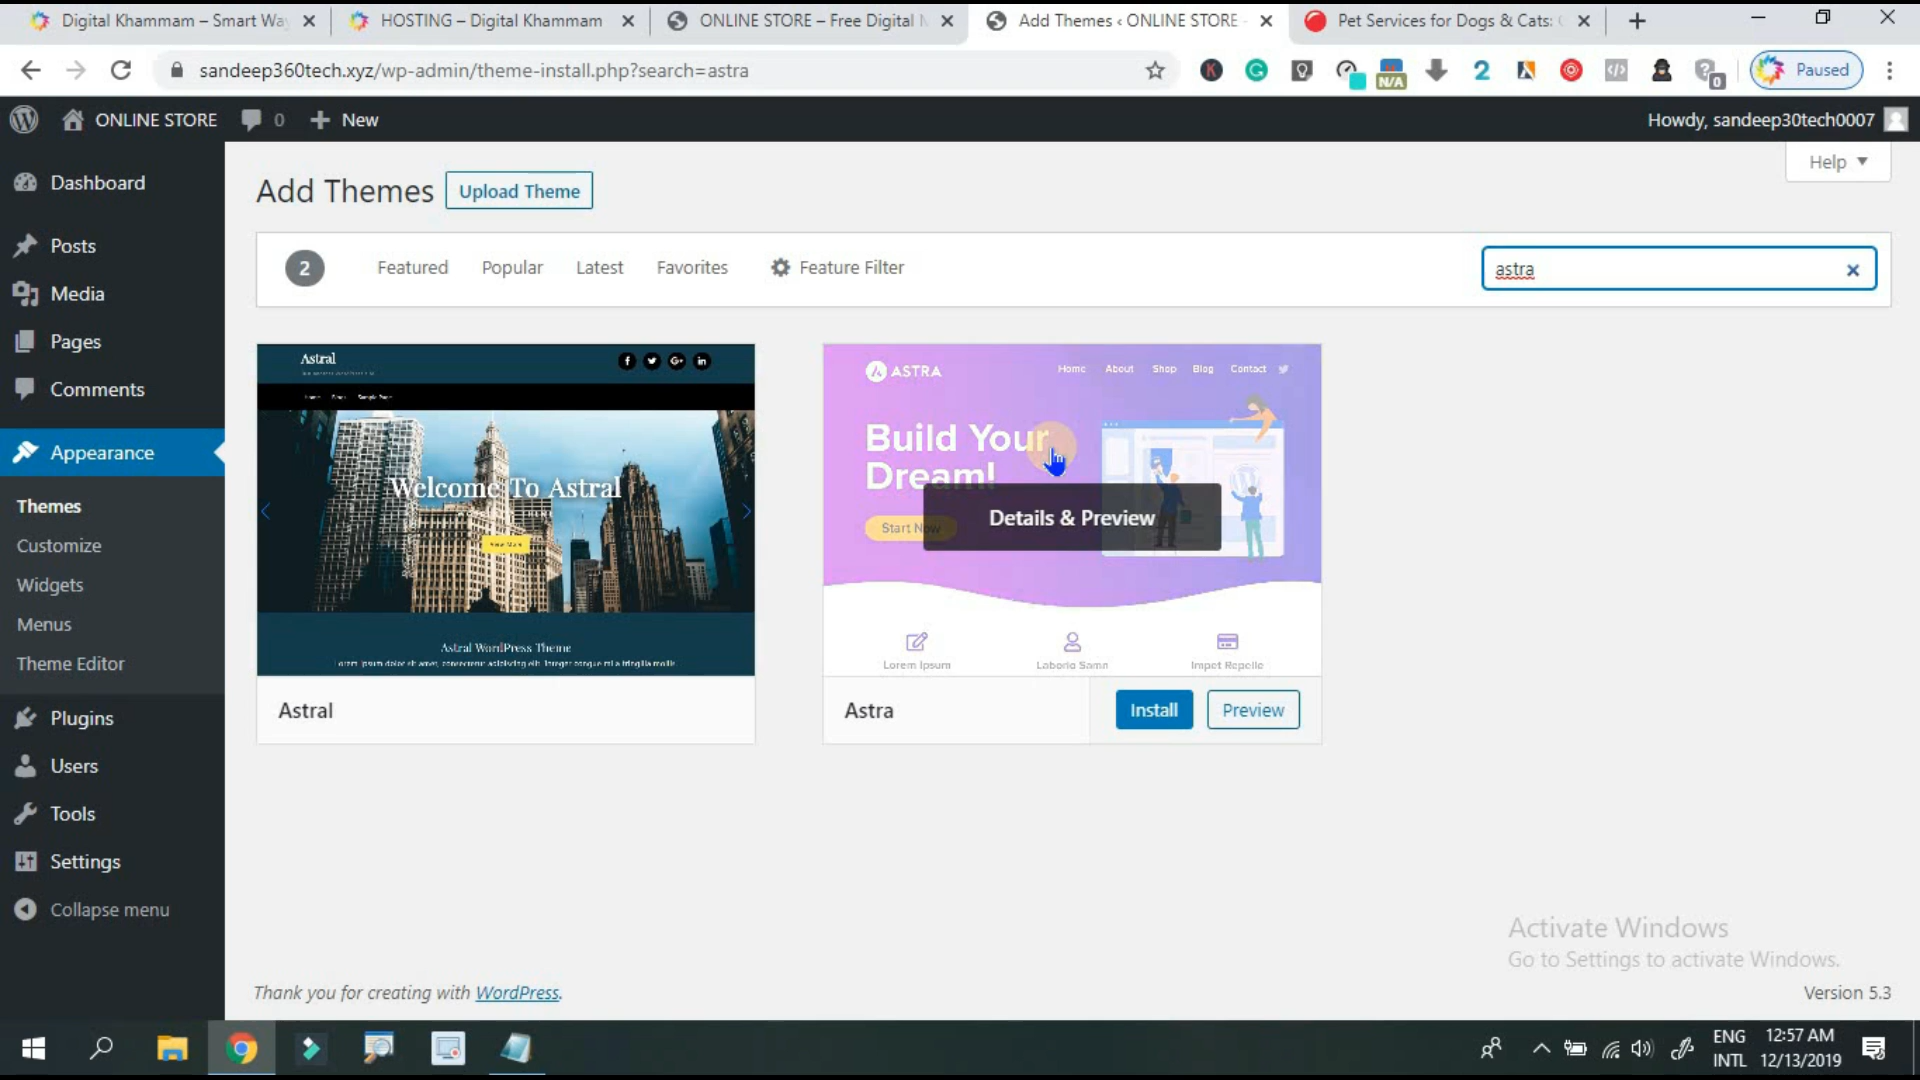 Digital Khammam – Smart Wa
HOSTING – Digital Khammam
ONLINE STORE – Free Digital
Add Themes ‹ ONLINE STORE
Pet Services for Dogs & Cats:
sandeep360tech.xyz/wp-admin/theme-install.php?search=astra
N/A
2
0
Paused
ONLINE STORE
0
New
Howdy, sandeep30tech0007
Dashboard
Posts
Media
Pages
Comments
Appearance
Themes
Customize
Widgets
Menus
Theme Editor
Plugins
Users
Tools
Settings
Collapse menu
Help
Add Themes
Upload Theme
2
Featured
Popular
Latest
Favorites
Feature Filter
astra
Astral
Welcome To Astral
Astral WordPress Theme
Astral
ASTRA
Home About Shop Blog Contact
Build Your
Dream!
Start Now
Details & Preview
Lorem Ipsum
Laboria Samn
Impet Repelle
Astra
Install
Preview
Activate Windows
Go to Settings to activate Windows.
Thank you for creating with WordPress.
Version 5.3
ENG
INTL
12:57 AM
12/13/2019